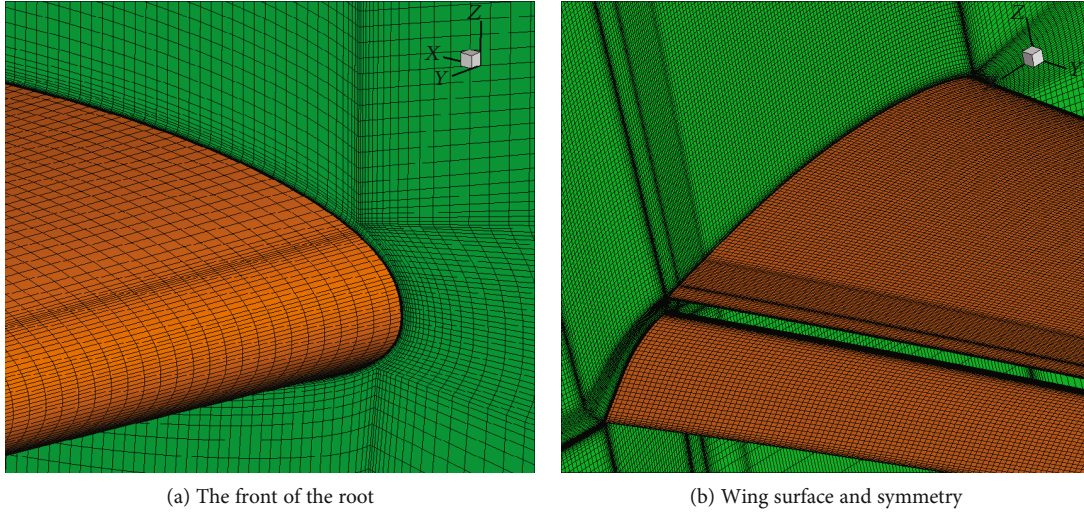 Z
X
Y
Z
Y
(a) The front of the root
(b) Wing surface and symmetry